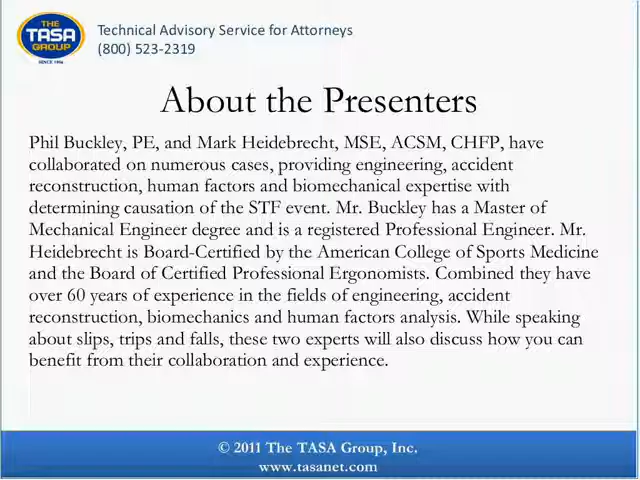 THE
TASA
GROUP
SINCE 1956
Technical Advisory Service for Attorneys
(800) 523-2319
About the Presenters
Phil Buckley, PE, and Mark Heidebrecht, MSE, ACSM, CHFP, have
collaborated on numerous cases, providing engineering, accident
reconstruction, human factors and biomechanical expertise with
determining causation of the STF event. Mr. Buckley has a Master of
Mechanical Engineer degree and is a registered Professional Engineer. Mr.
Heidebrecht is Board-Certified by the American College of Sports Medicine
and the Board of Certified Professional Ergonomists. Combined they have
over 60 years of experience in the fields of engineering, accident
reconstruction, biomechanics and human factors analysis. While speaking
about slips, trips and falls, these two experts will also discuss how you can
benefit from their collaboration and experience.
© 2011 The TASA Group, Inc.
www.tasanet.com